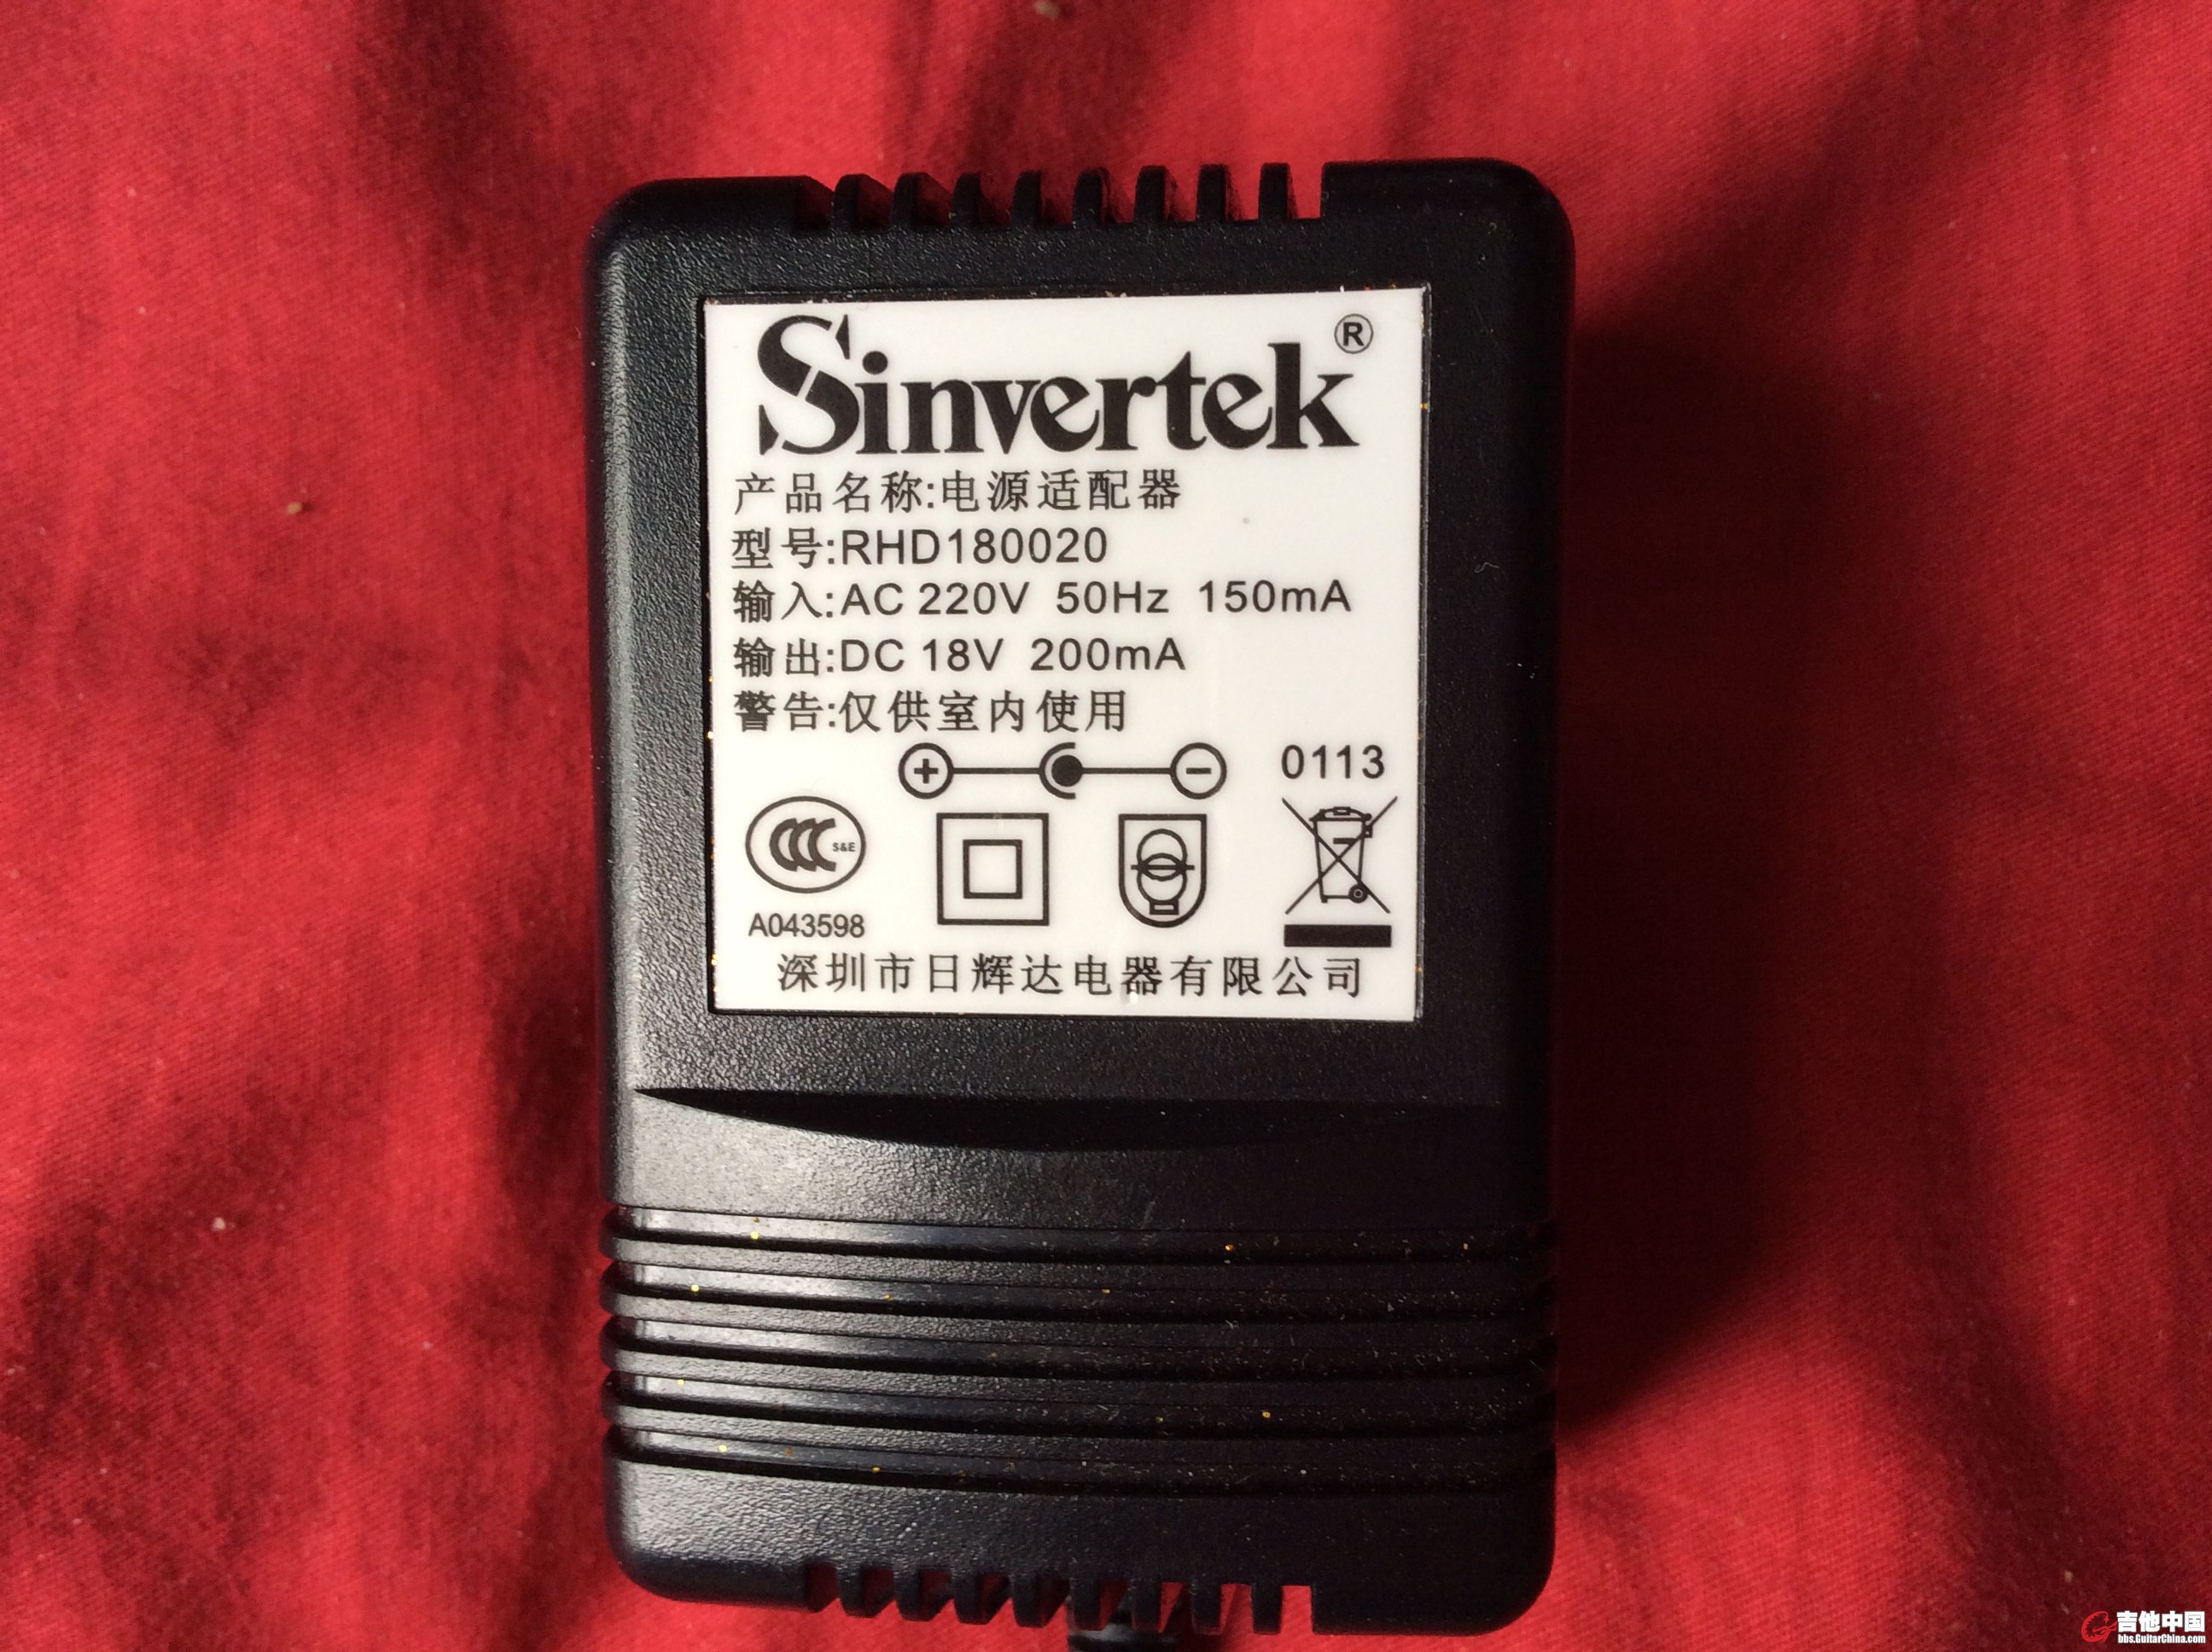 Sinvertek®
产品名称:电源适配器
型号:RHD180020
输入:AC 220V 50Hz 150mA
输出:DC 18V 200mA
警告:仅供室内使用
0113
S&E
A043598
深圳市日辉达电器有限公司
吉他中国
bbs.GuitarChina.com